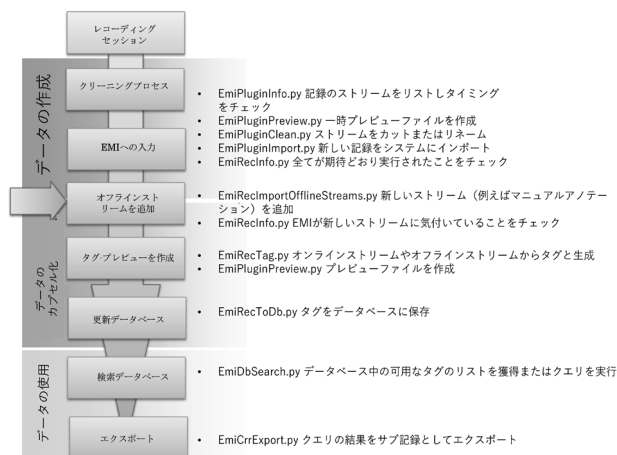 レコーディング
セッション
データの作成
クリーニングプロセス
• EmiPluginInfo.py 記録のストリームをリストしタイミング
をチェック
• EmiPluginPreview.py 一時プレビューファイルを作成
• EmiPluginClean.py ストリームをカットまたはリネーム
EMIへの入力
• EmiPluginImport.py 新しい記録をシステムにインポート
• EmiRecInfo.py 全てが期待どおり実行されたことをチェック
オフラインスト
リームを追加
• EmiRecImportOfflineStreams.py 新しいストリーム（例えばマニュアルアノテー
ション）を追加
• EmiRecInfo.py EMIが新しいストリームに気付いていることをチェック
データの
カプセル化
タグ-プレビューを作成
• EmiRecTag.py オンラインストリームやオフラインストリームからタグと生成
• EmiPluginPreview.py プレビューファイルを作成
更新データベース
• EmiRecToDb.py タグをデータベースに保存
データの使用
検索データベース
• EmiDbSearch.py データベース中の可用なタグのリストを獲得またはクエリを実行
エクスポート
• EmiCrrExport.py クエリの結果をサブ記録としてエクスポート